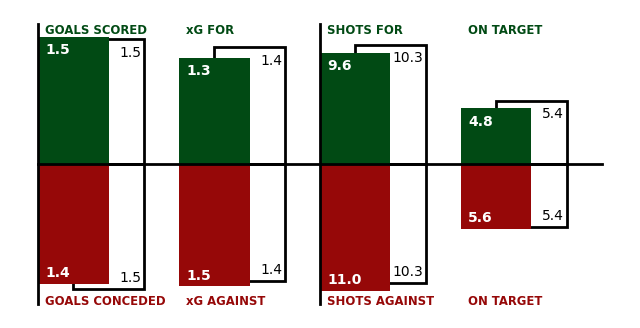 GOALS SCORED xG FOR SHOTS FOR ON TARGET
1.5 1.5 1.3 1.4 9.6 10.3 4.8 5.4
1.4 1.5 1.5 1.4 11.0 10.3 5.6 5.4
GOALS CONCEDED xG AGAINST SHOTS AGAINST ON TARGET